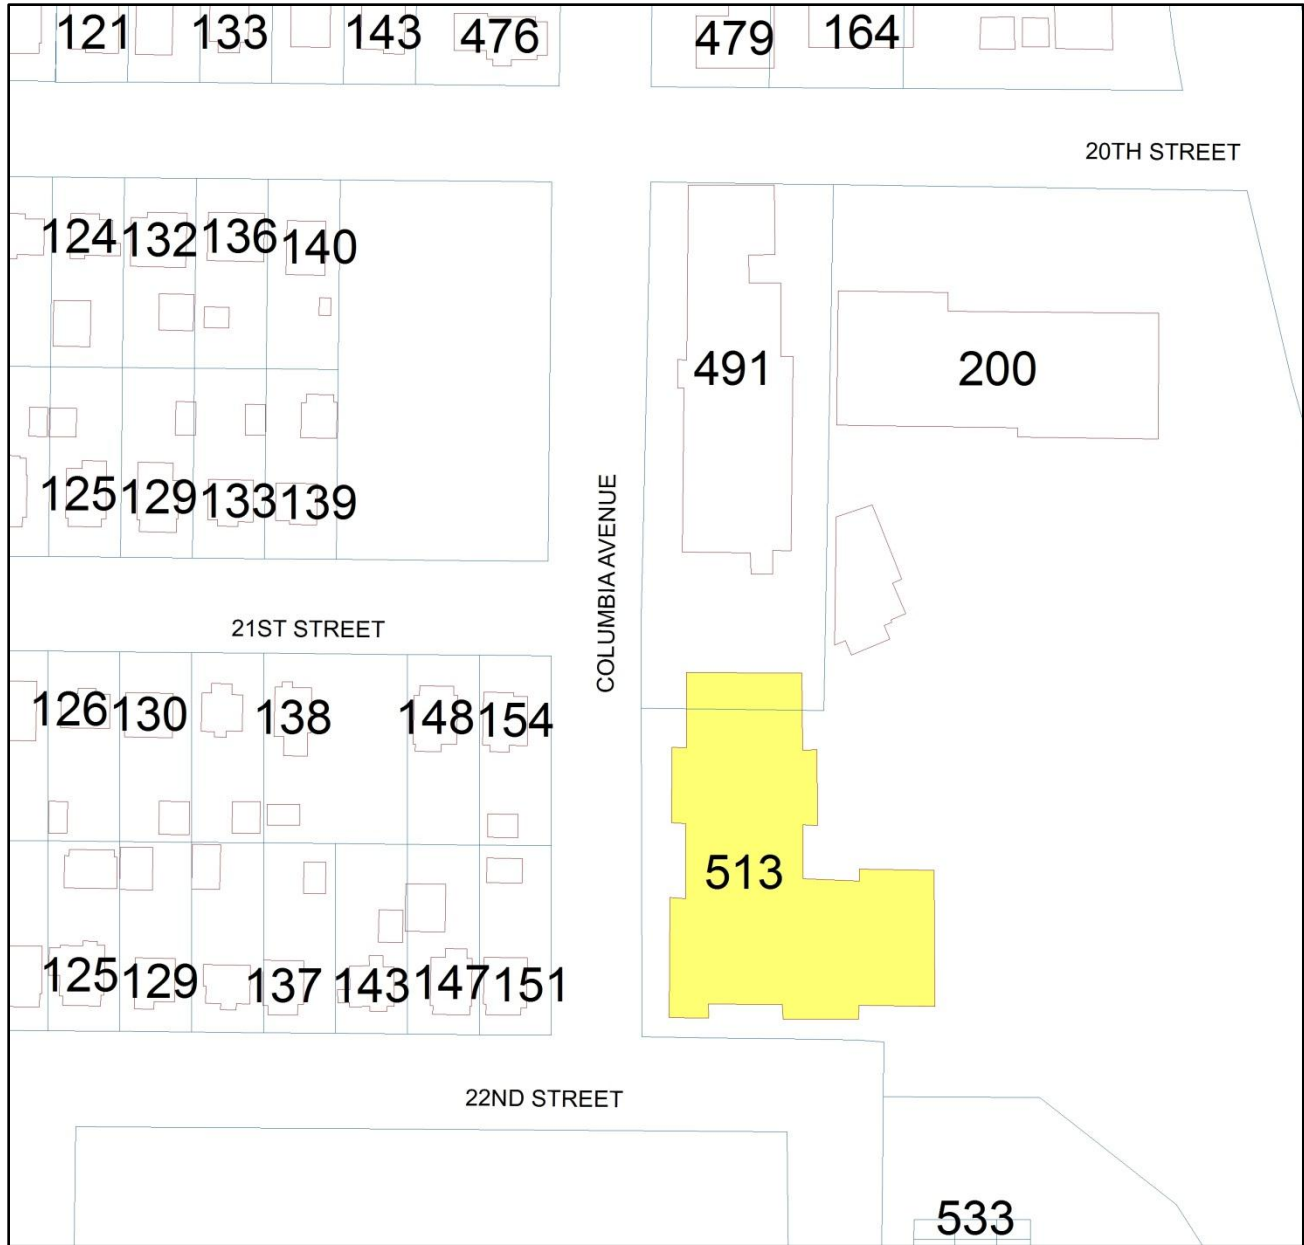 121 133 143 476 479 164
20TH STREET
124 132 136 140
491 200
125 129 133 139
COLUMBIA AVENUE
21ST STREET
126 130 138 148 154
513
125 129 137 143 147 151
22ND STREET
533